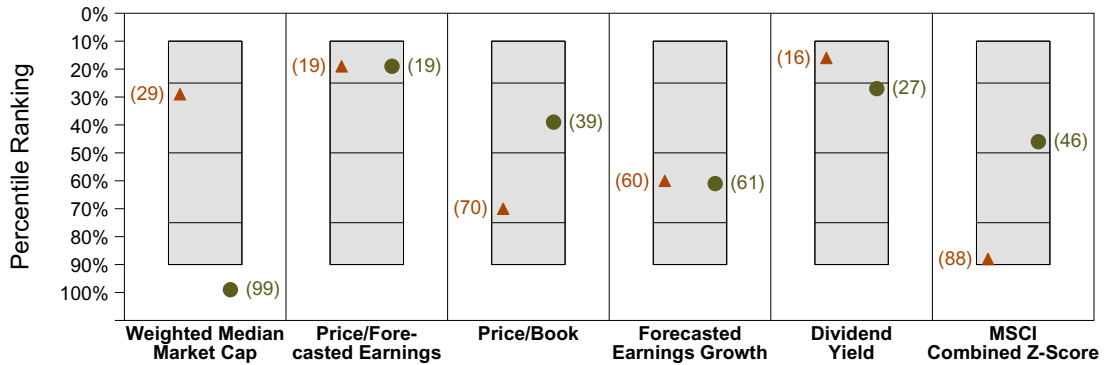 Percentile Ranking
0%
10%
20%
30%
40%
50%
60%
70%
80%
90%
100%
(29)
(99)
(19)
(19)
(70)
(39)
(60)
(61)
(16)
(27)
(88)
(46)
Weighted Median
Market Cap
Price/Fore-
casted Earnings
Price/Book
Forecasted
Earnings Growth
Dividend
Yield
MSCI
Combined Z-Score